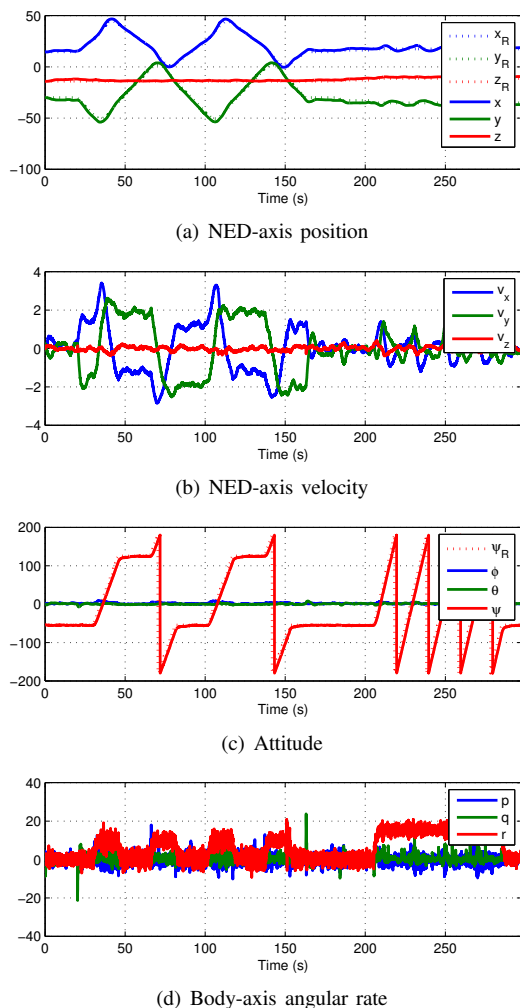 50
0
−50
−100
0 50 100 150 200 250
Time (s)
x_R
y_R
z_R
x
y
z
(a) NED-axis position
4
2
0
−2
−4
0 50 100 150 200 250
Time (s)
v_x
v_y
v_z
(b) NED-axis velocity
200
100
0
−100
−200
0 50 100 150 200 250
Time (s)
ψ_R
ϕ
θ
ψ
(c) Attitude
40
20
0
−20
−40
0 50 100 150 200 250
Time (s)
p
q
r
(d) Body-axis angular rate